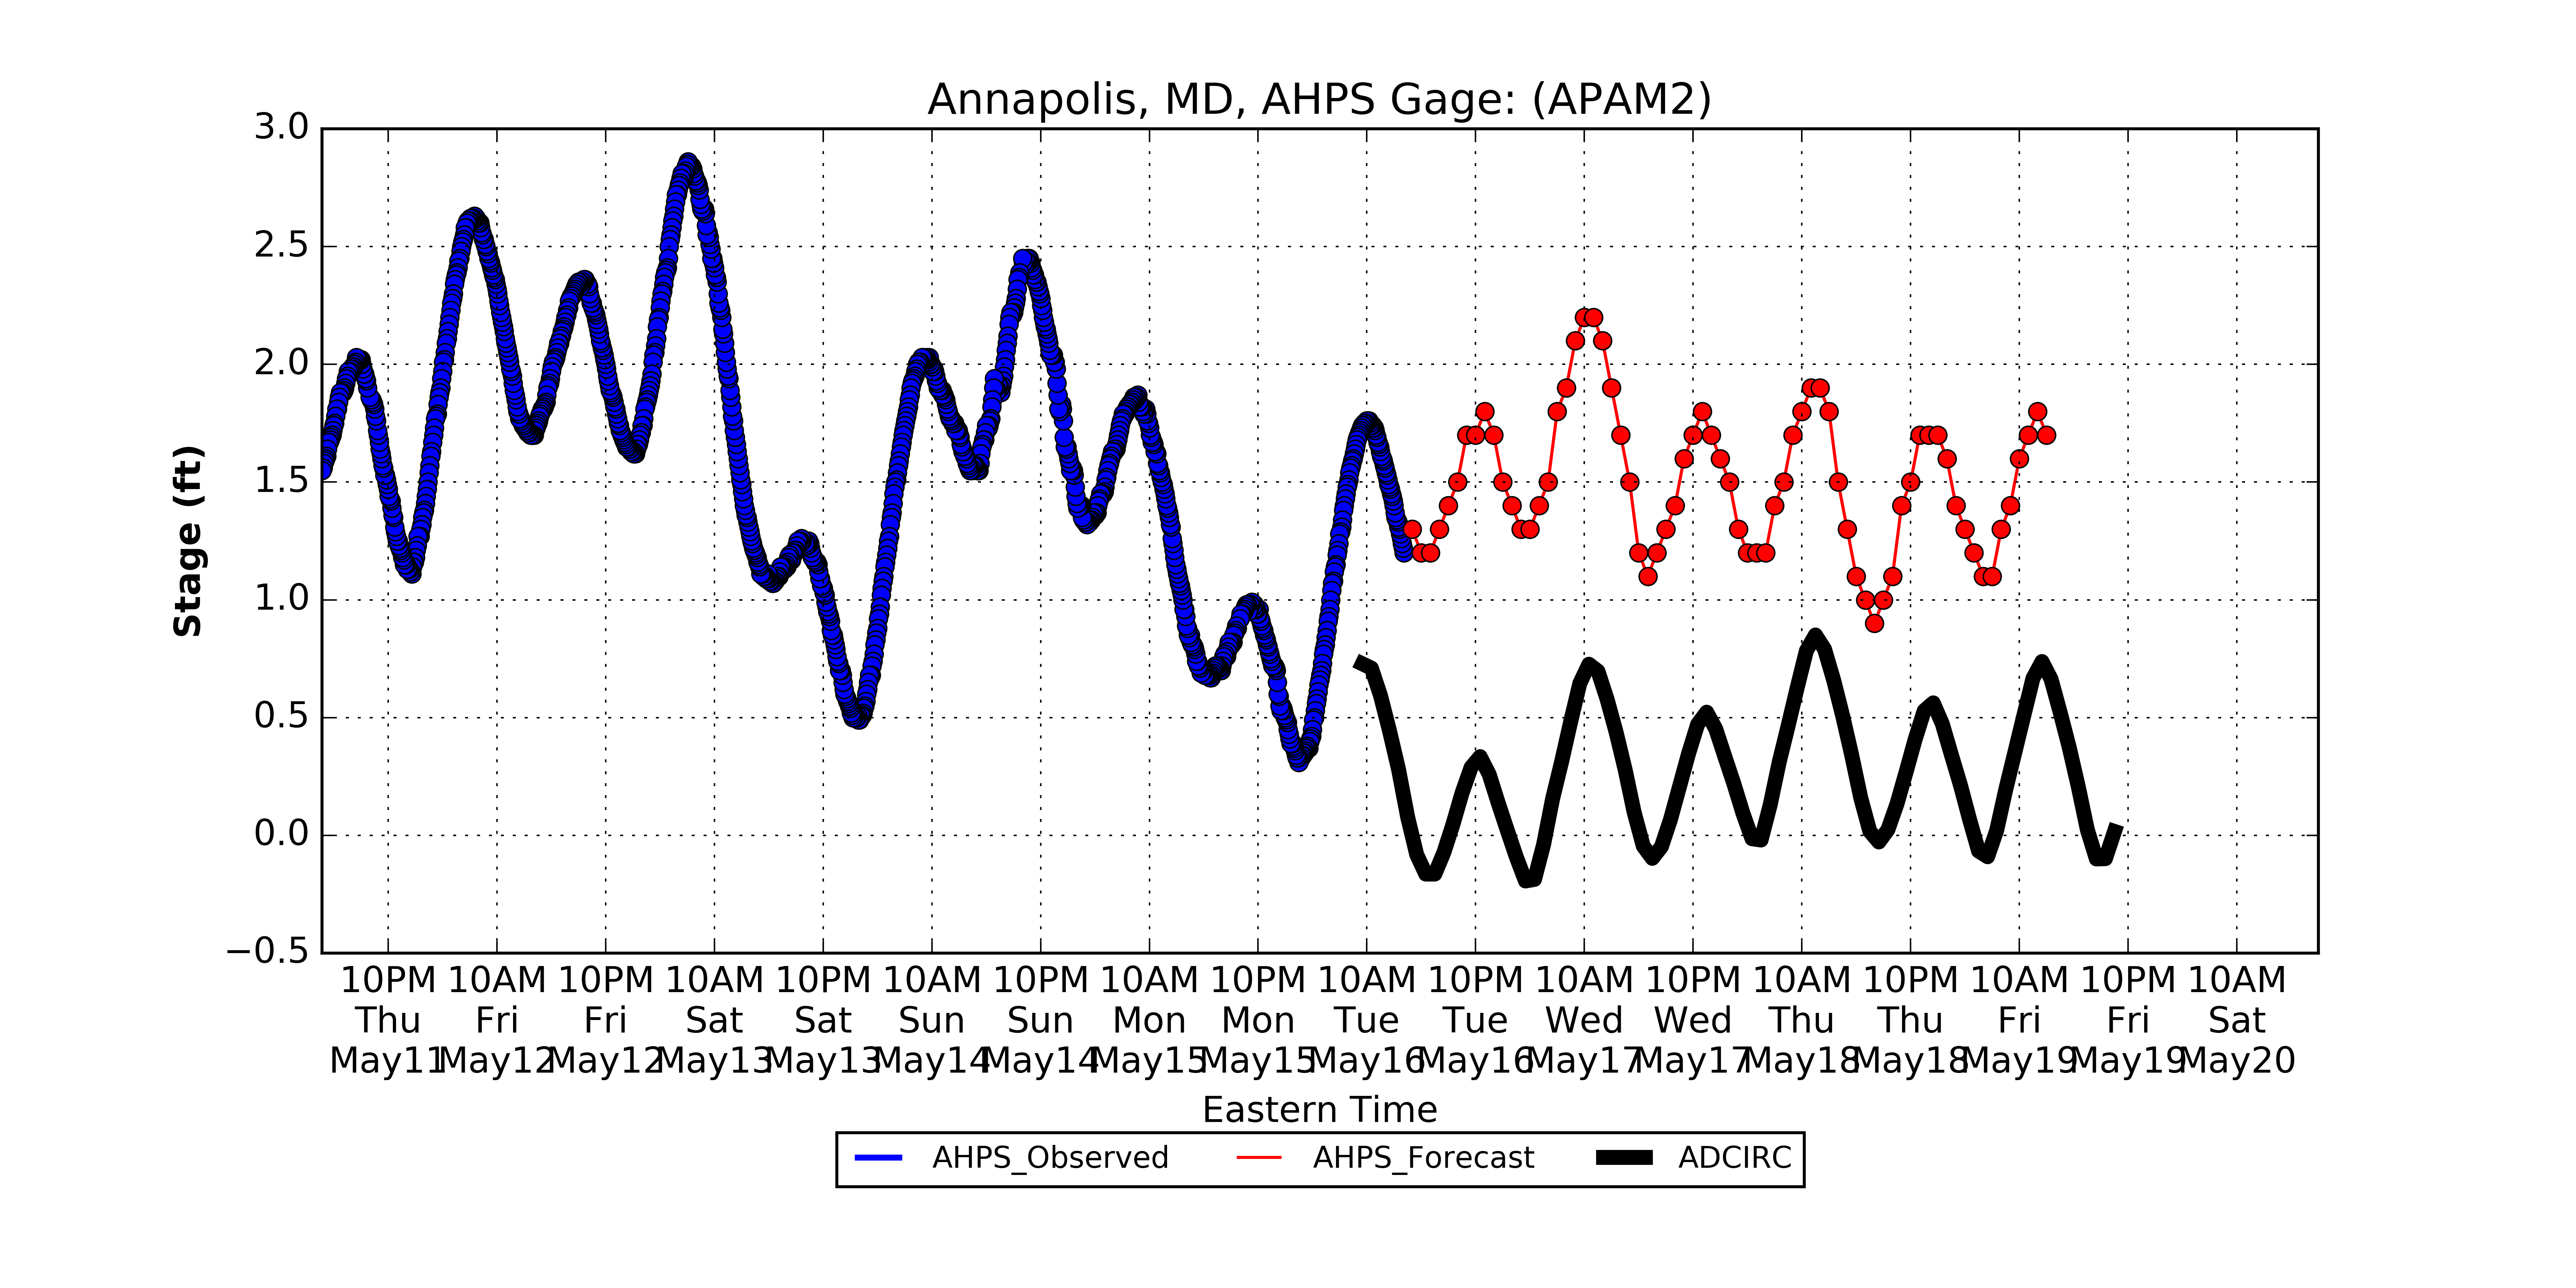 Annapolis, MD, AHPS Gage: (APAM2)
3.0
2.5
2.0
1.5
1.0
0.5
0.0
−0.5
Stage (ft)
10PM 10AM 10PM 10AM 10PM 10AM 10PM 10AM 10PM 10AM 10PM 10AM 10PM 10AM 10PM 10AM 10PM 10AM
Thu Fri Fri Sat Sat Sun Sun Mon Mon Tue Tue Wed Wed Thu Thu Fri Fri Sat
May11 May12 May12 May13 May13 May14 May14 May15 May15 May16 May16 May17 May17 May18 May18 May19 May19 May20
Eastern Time
AHPS_Observed AHPS_Forecast ADCIRC